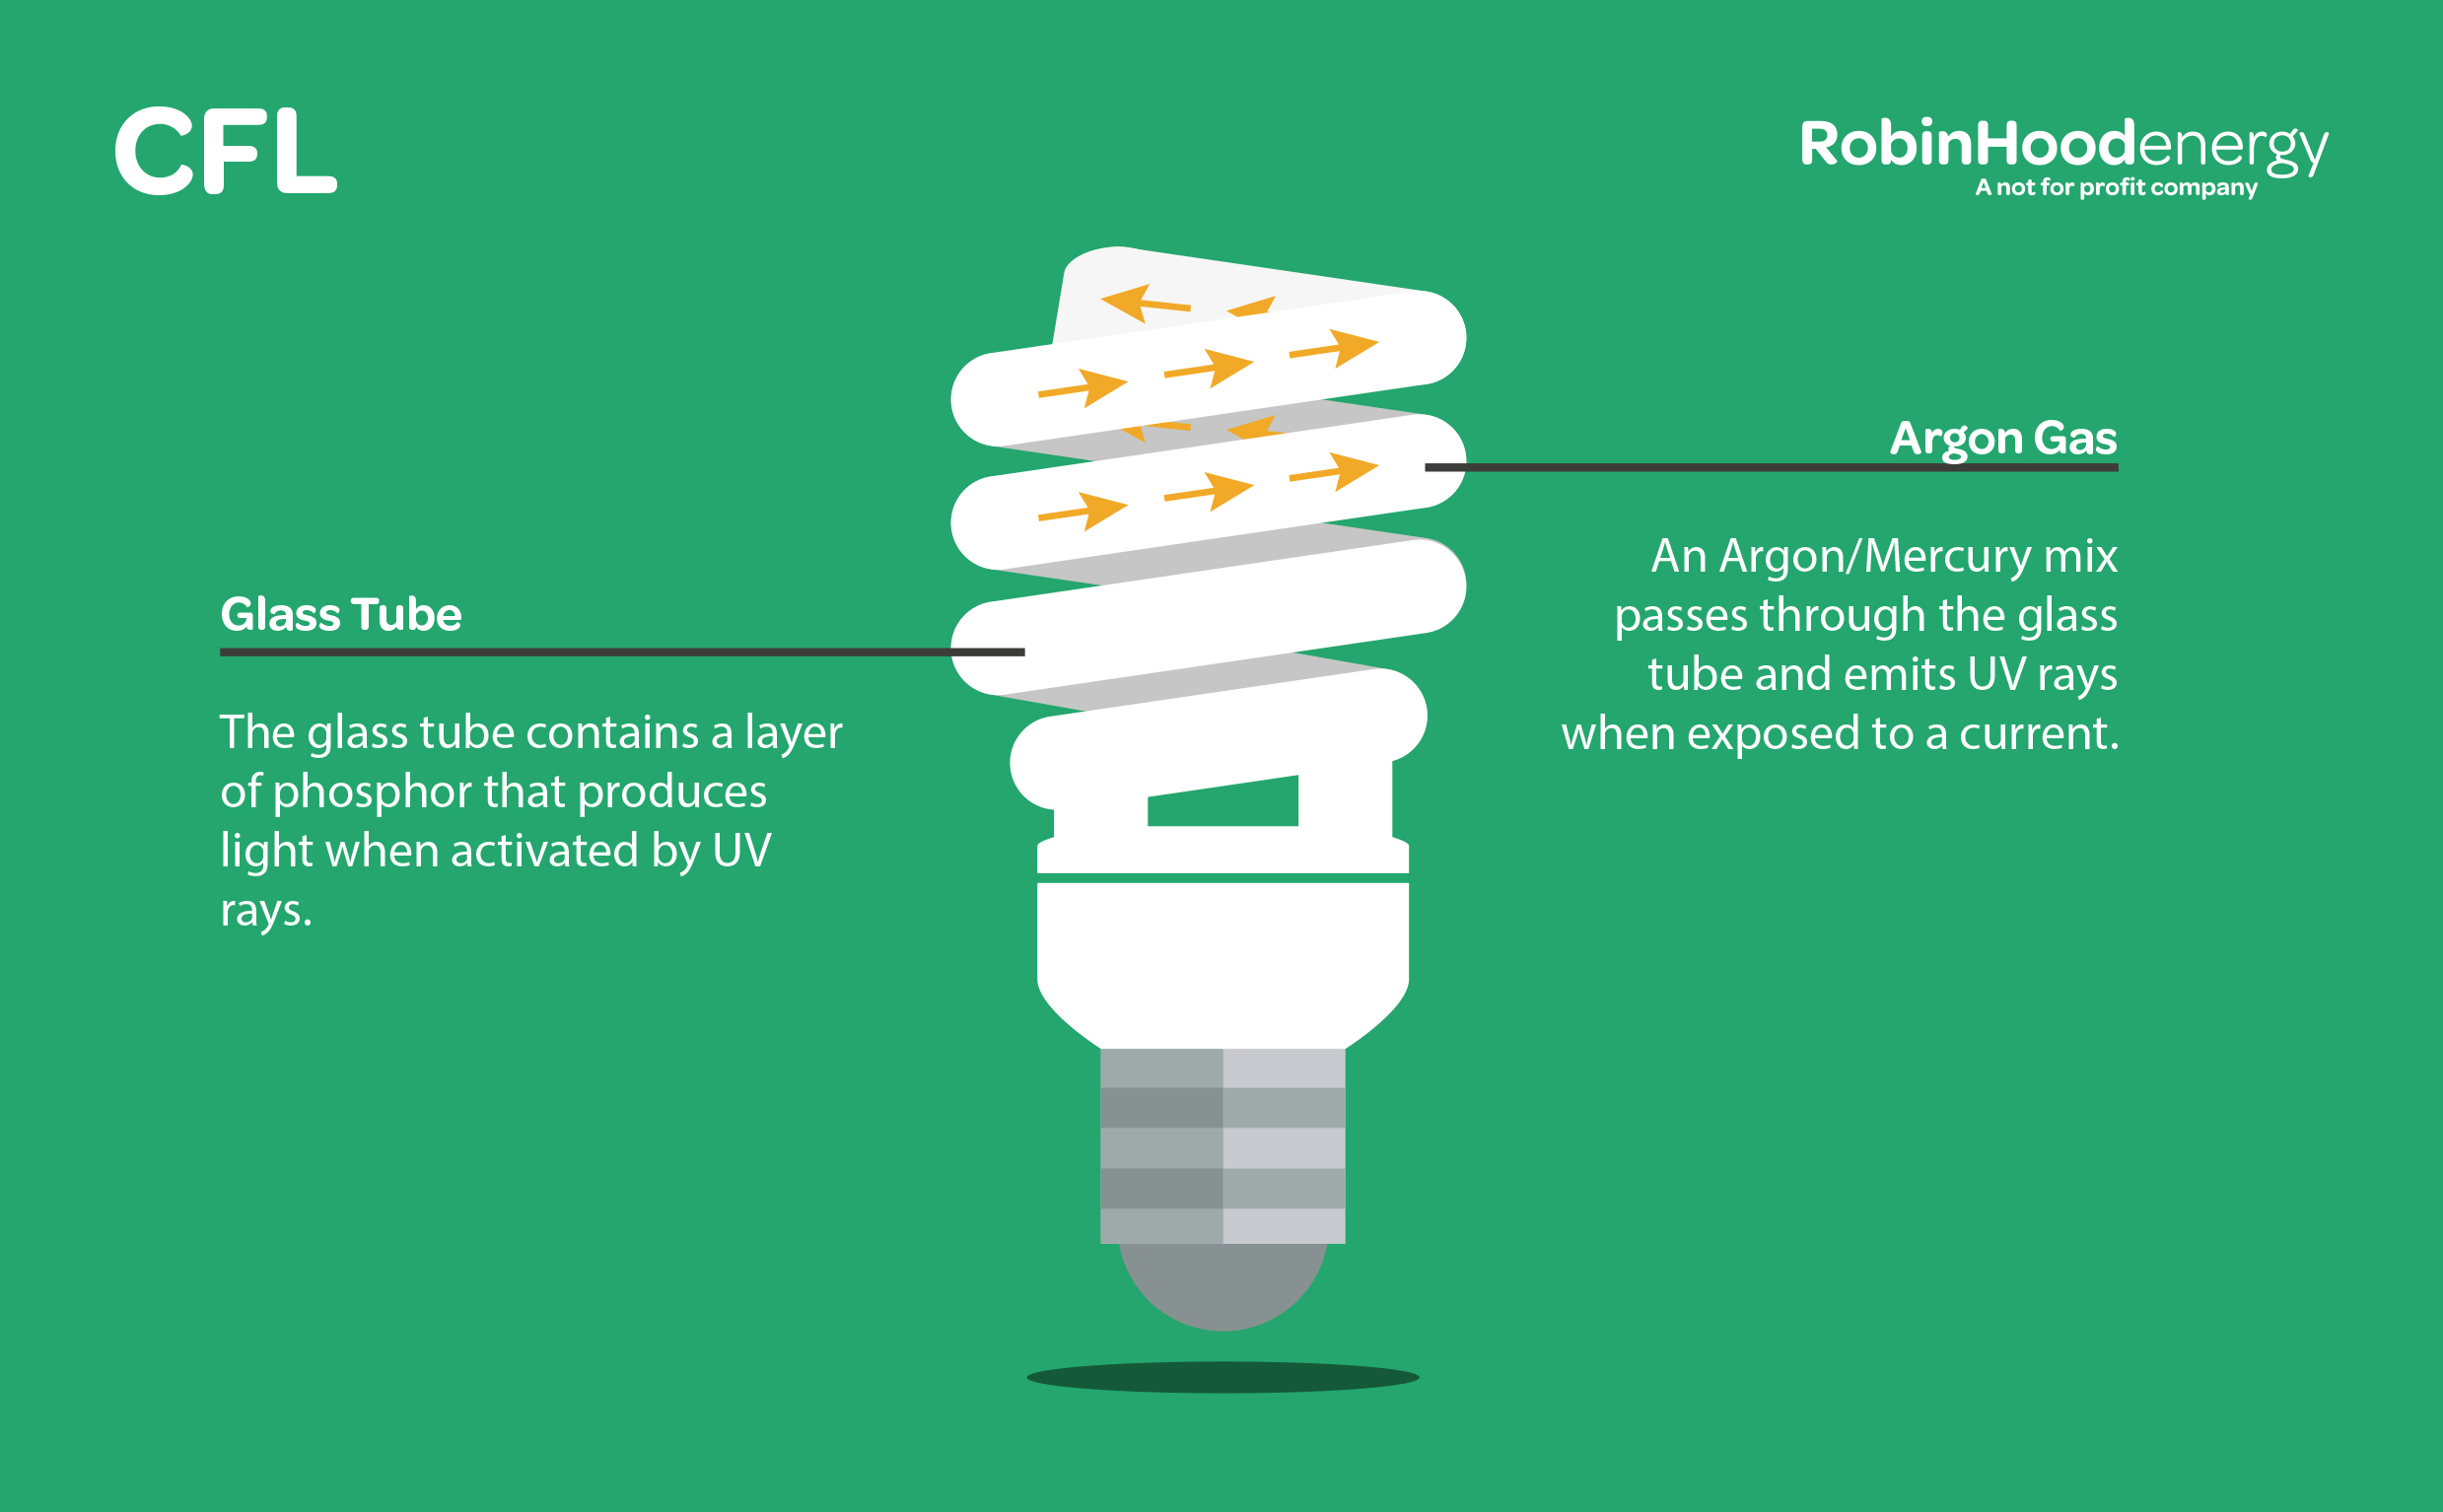 CFL
RobinHoodenergy
A not for profit company
Argon Gas
An Argon/Mercury mix
passes through the glass
tube and emits UV rays
when exposed to a current.
Glass Tube
The glass tube contains a layer
of phosphor that produces
light when activated by UV
rays.